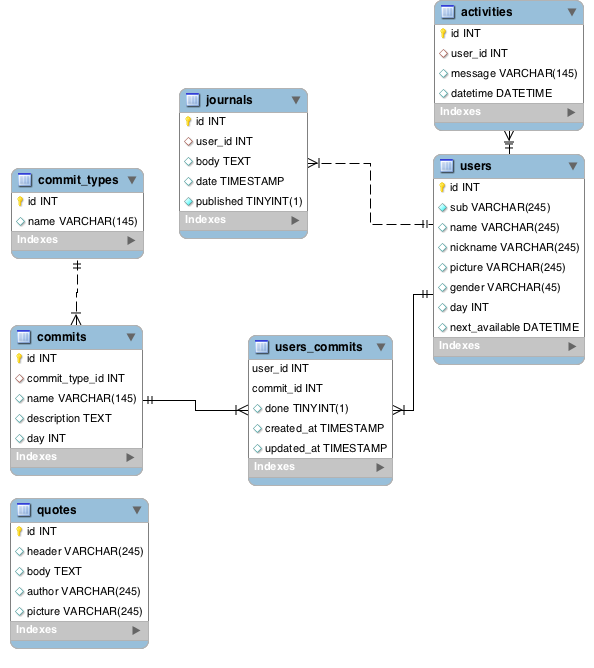 activities
id INT
user_id INT
message VARCHAR(145)
datetime DATETIME
Indexes
journals
id INT
user_id INT
body TEXT
date TIMESTAMP
published TINYINT(1)
Indexes
users
id INT
sub VARCHAR(245)
name VARCHAR(245)
nickname VARCHAR(245)
picture VARCHAR(245)
gender VARCHAR(45)
day INT
next_available DATETIME
Indexes
commit_types
id INT
name VARCHAR(145)
Indexes
commits
id INT
commit_type_id INT
name VARCHAR(145)
description TEXT
day INT
Indexes
users_commits
user_id INT
commit_id INT
done TINYINT(1)
created_at TIMESTAMP
updated_at TIMESTAMP
Indexes
quotes
id INT
header VARCHAR(245)
body TEXT
author VARCHAR(245)
picture VARCHAR(245)
Indexes